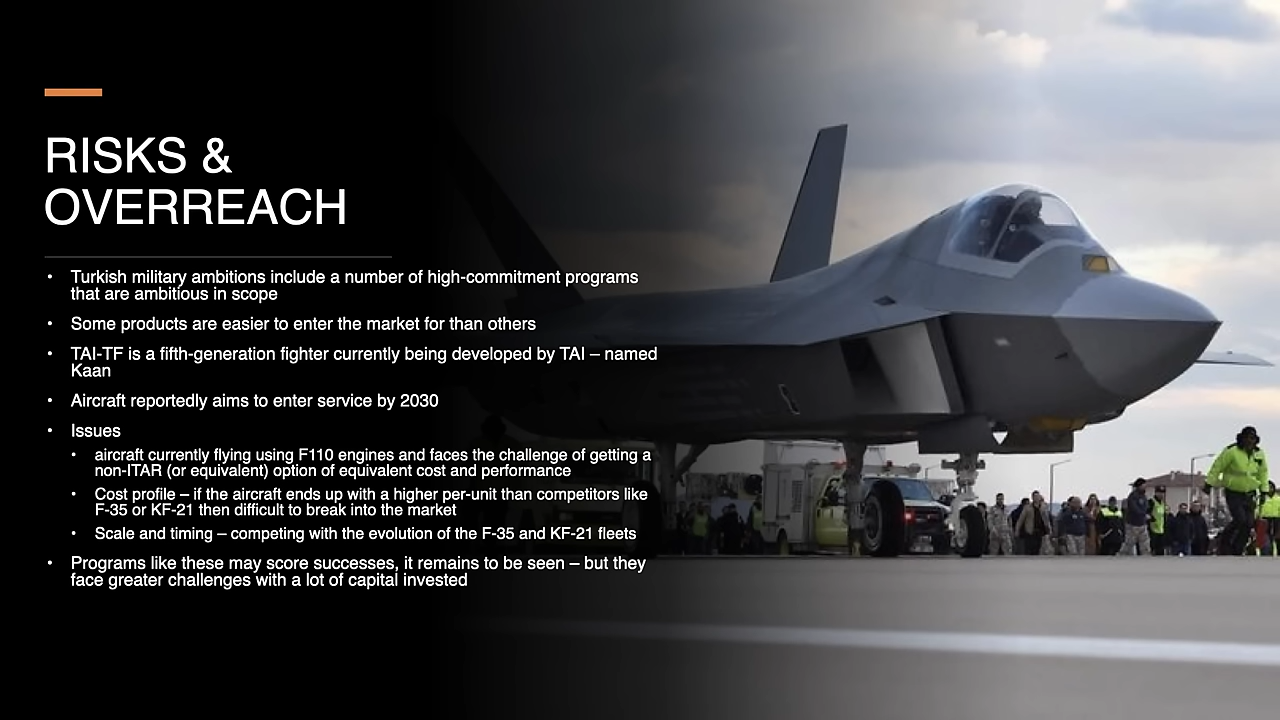 RISKS &
OVERREACH
• Turkish military ambitions include a number of high-commitment programs
that are ambitious in scope
• Some products are easier to enter the market for than others
• TAI-TF is a fifth-generation fighter currently being developed by TAI – named
Kaan
• Aircraft reportedly aims to enter service by 2030
• Issues
• aircraft currently flying using F110 engines and faces the challenge of getting a
non-ITAR (or equivalent) option of equivalent cost and performance
• Cost profile – if the aircraft ends up with a higher per-unit than competitors like
F-35 or KF-21 then difficult to break into the market
• Scale and timing – competing with the evolution of the F-35 and KF-21 fleets
• Programs like these may score successes, it remains to be seen – but they
face greater challenges with a lot of capital invested